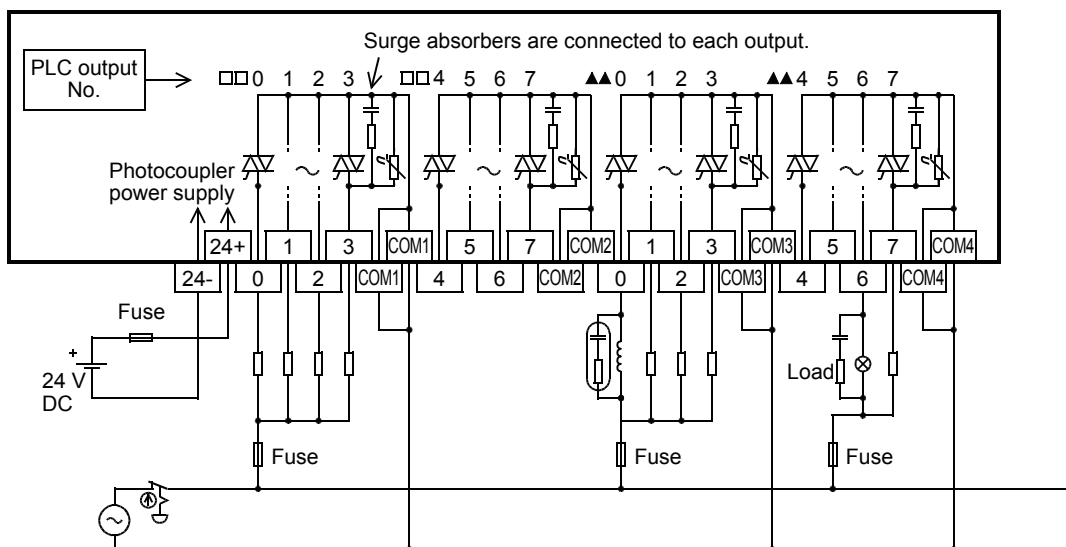 Surge absorbers are connected to each output.
PLC output
No.
□□0 1 2 3 □□4 5 6 7 ▲▲0 1 2 3 ▲▲4 5 6 7
Photocoupler
power supply
24+ 1 3 COM1 5 7 COM2 1 3 COM3 5 7 COM4
24- 0 2 COM1 4 6 COM2 0 2 COM3 4 6 COM4
Fuse
+
24 V
DC
Load
Fuse Fuse Fuse